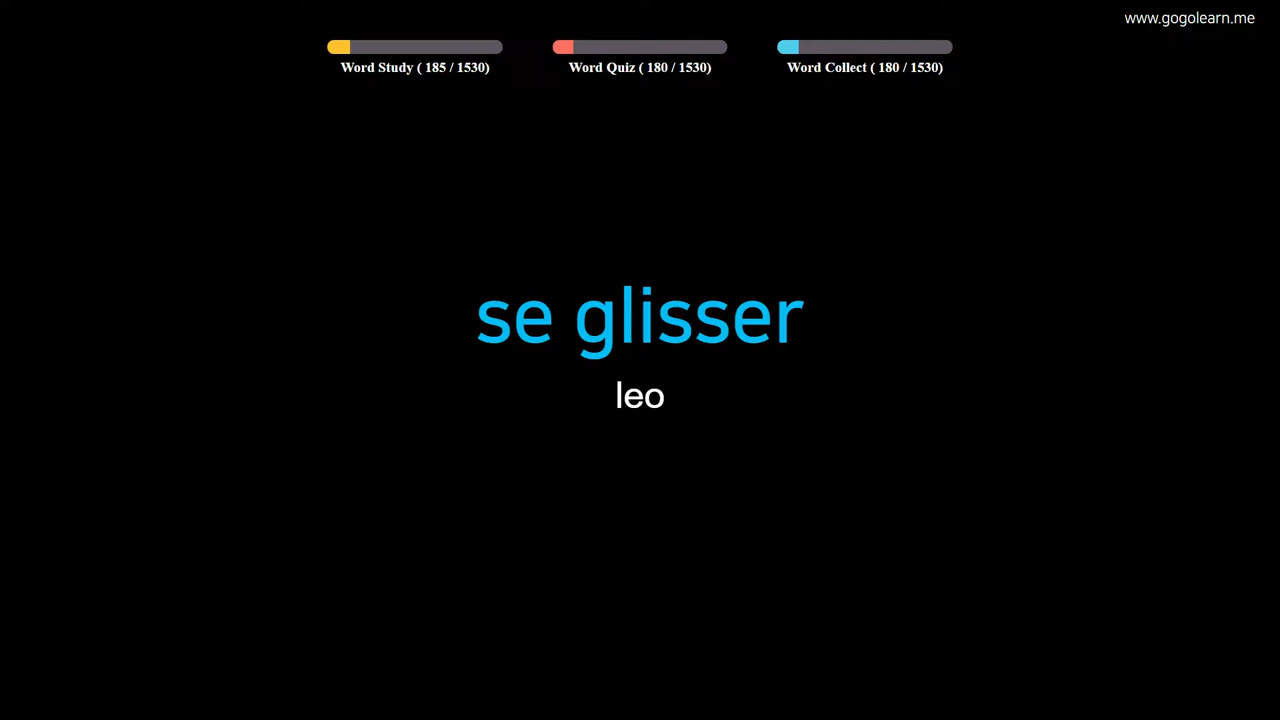 www.gogolearn.me
Word Study ( 185 / 1530)
Word Quiz ( 180 / 1530)
Word Collect ( 180 / 1530)
se glisser
leo